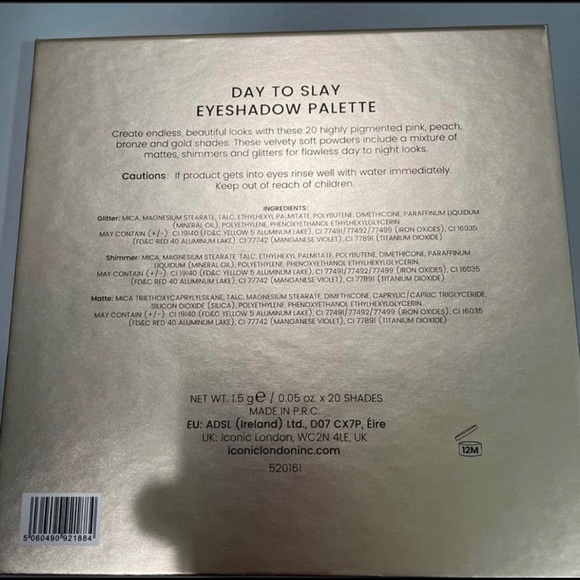 DAY TO SLAY
EYESHADOW PALETTE
Create endless, beautiful looks with these 20 highly pigmented pink, peach,
bronze and gold shades. These velvety soft powders include a mixture of
mattes, shimmers and glitters for flawless day to night looks.
Cautions: If product gets into eyes rinse well with water immediately.
Keep out of reach of children.
INGREDIENTS:
Glitter: MICA, MAGNESIUM STEARATE, TALC, ETHYLHEXYL PALMITATE, POLYBUTENE, DIMETHICONE, PARAFFINUM LIQUIDUM
(MINERAL OIL), POLYETHYLENE, PHENOXYETHANOL ETHYLHEXYLGLYCERIN.
MAY CONTAIN (+/-): CI 19140 (FD&C YELLOW 5 ALUMINUM LAKE), CI 77491/77492/77499 (IRON OXIDES), CI 16035
(FD&C RED 40 ALUMINUM LAKE), CI 77742 (MANGANESE VIOLET), CI 77891 (TITANIUM DIOXIDE)
Shimmer: MICA, MAGNESIUM STEARATE, TALC, ETHYLHEXYL PALMITATE, POLYBUTENE, DIMETHICONE, PARAFFINUM
LIQUIDUM (MINERAL OIL), POLYETHYLENE, PHENOXYETHANOL ETHYLHEXYLGLYCERIN.
MAY CONTAIN (+/-): CI 19140 (FD&C YELLOW 5 ALUMINUM LAKE), CI 77491/77492/77499 (IRON OXIDES), CI 16035
(FD&C RED 40 ALUMINUM LAKE), CI 77742 (MANGANESE VIOLET), CI 77891 (TITANIUM DIOXIDE)
Matte: MICA TRIETHOXYCAPRYLYLSILANE, TALC, MAGNESIUM STEARATE, DIMETHICONE, CAPRYLIC/CAPRIC TRIGLYCERIDE,
SILICON DIOXIDE (SILICA), POLYETHYLENE, PHENOXYETHANOL ETHYLHEXYLGLYCERIN.
MAY CONTAIN (+/-): CI 19140 (FD&C YELLOW 5 ALUMINUM LAKE), CI 77491/77492/77499 (IRON OXIDES), CI 16035
(FD&C RED 40 ALUMINUM LAKE), CI 77742 (MANGANESE VIOLET), CI 77891 (TITANIUM DIOXIDE)
NET WT. 1.5 g℮ / 0.05 oz. x 20 SHADES
MADE IN P.R.C.
EU: ADSL (Ireland) Ltd., D07 CX7P, Éire
UK: Iconic London, WC2N 4LE, UK
iconiclondoninc.com
520161
12M
5 060490 921884